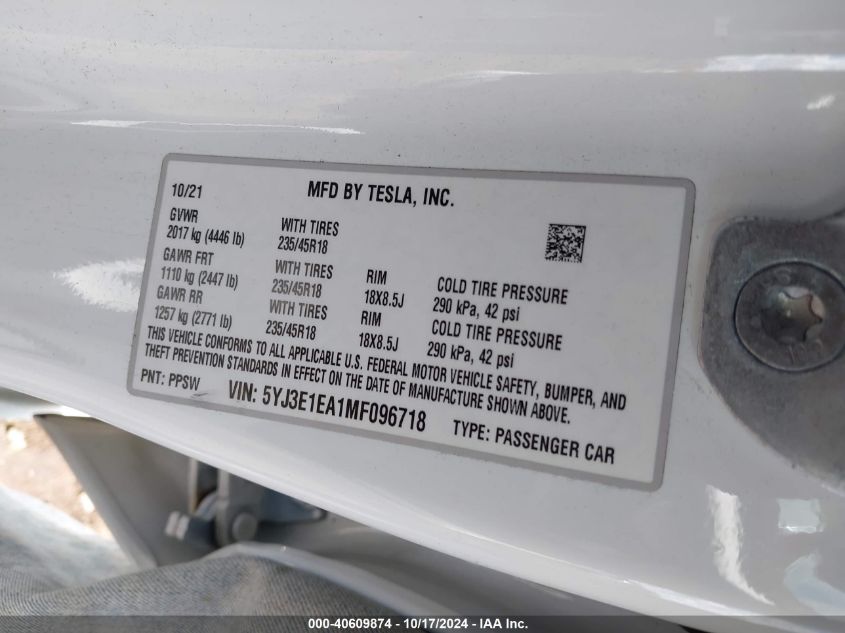 10/21 MFD BY TESLA, INC.
GVWR
2017 kg (4446 lb) WITH TIRES
235/45R18
GAWR FRT
1110 kg (2447 lb) WITH TIRES
235/45R18 RIM
18X8.5J COLD TIRE PRESSURE
290 kPa, 42 psi
GAWR RR
1257 kg (2771 lb) WITH TIRES
235/45R18 RIM
18X8.5J COLD TIRE PRESSURE
290 kPa, 42 psi
THIS VEHICLE CONFORMS TO ALL APPLICABLE U.S. FEDERAL MOTOR VEHICLE SAFETY, BUMPER, AND
THEFT PREVENTION STANDARDS IN EFFECT ON THE DATE OF MANUFACTURE SHOWN ABOVE.
PNT: PPSW VIN: 5YJ3E1EA1MF096718 TYPE: PASSENGER CAR
000-40609874 - 10/17/2024 - IAA Inc.